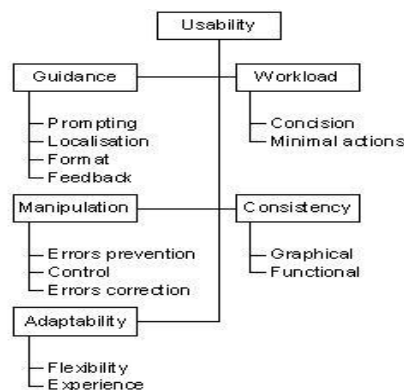 Usability
Guidance
Prompting
Localisation
Format
Feedback
Workload
Concision
Minimal actions
Manipulation
Errors prevention
Control
Errors correction
Consistency
Graphical
Functional
Adaptability
Flexibility
Experience